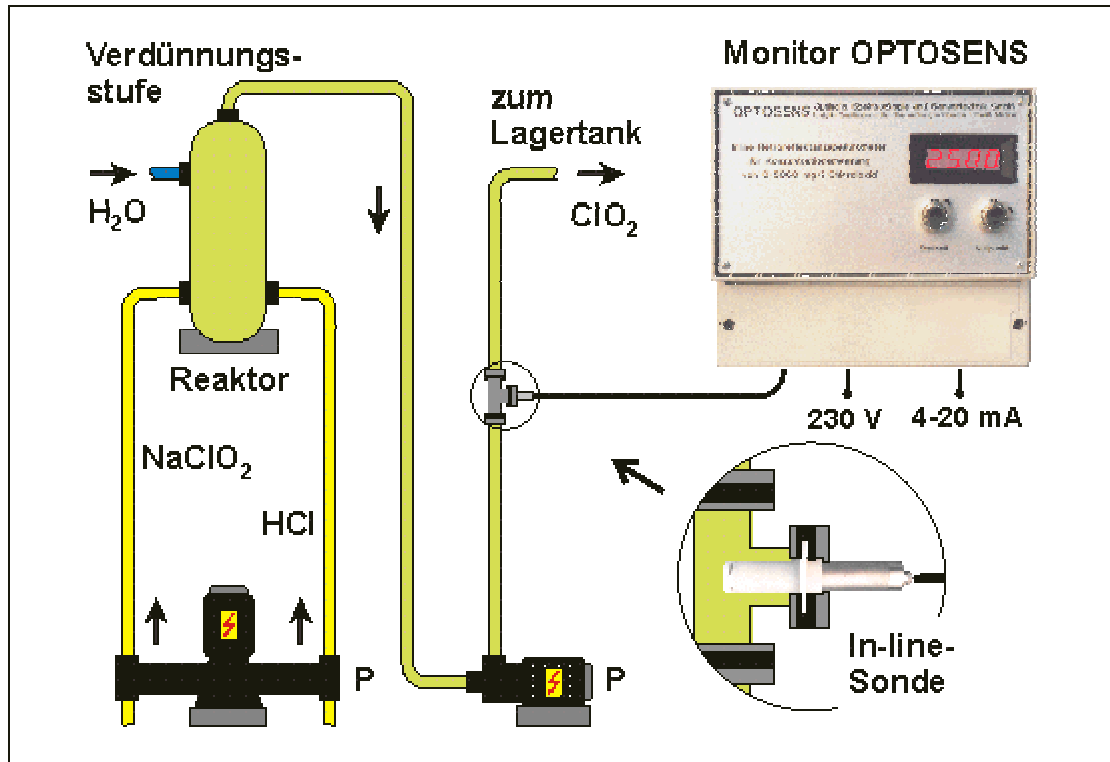 Verdünnungs-
stufe
H₂O
Reaktor
NaClO₂
HCl
P
zum
Lagertank
ClO₂
P
Monitor OPTOSENS
OPTOSENS
2500
230 V
4-20 mA
In-line-
Sonde